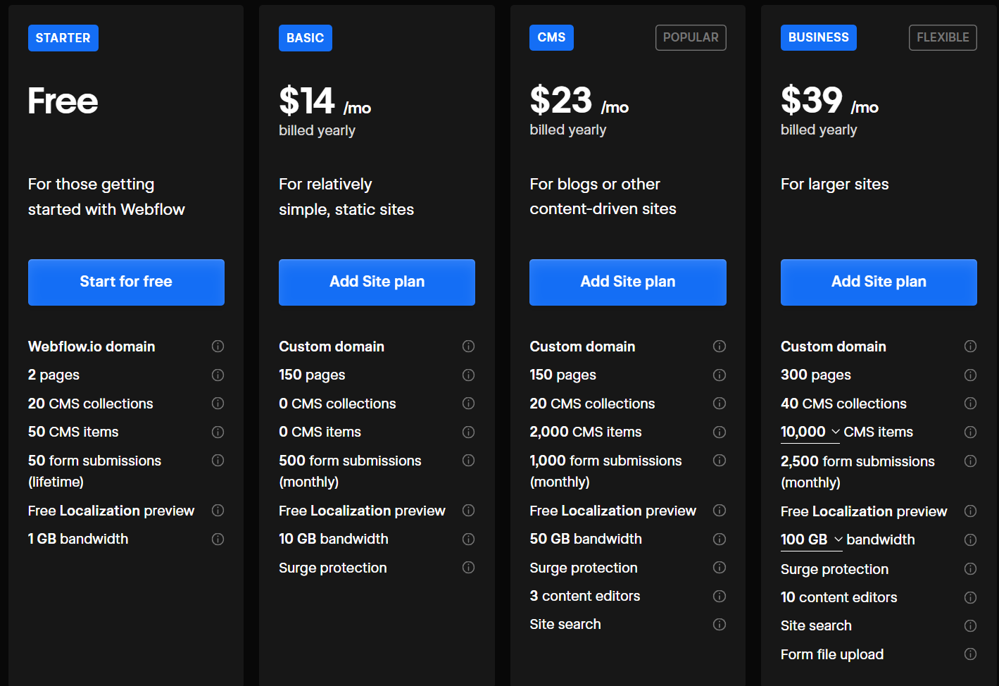 STARTER
Free
For those getting
started with Webflow
Start for free
Webflow.io domain
2 pages
20 CMS collections
50 CMS items
50 form submissions
(lifetime)
Free Localization preview
1 GB bandwidth
BASIC
$14 /mo
billed yearly
For relatively
simple, static sites
Add Site plan
Custom domain
150 pages
0 CMS collections
0 CMS items
500 form submissions
(monthly)
Free Localization preview
10 GB bandwidth
Surge protection
CMS
POPULAR
$23 /mo
billed yearly
For blogs or other
content-driven sites
Add Site plan
Custom domain
150 pages
20 CMS collections
2,000 CMS items
1,000 form submissions
(monthly)
Free Localization preview
50 GB bandwidth
Surge protection
3 content editors
Site search
BUSINESS
FLEXIBLE
$39 /mo
billed yearly
For larger sites
Add Site plan
Custom domain
300 pages
40 CMS collections
10,000 CMS items
2,500 form submissions
(monthly)
Free Localization preview
100 GB bandwidth
Surge protection
10 content editors
Site search
Form file upload